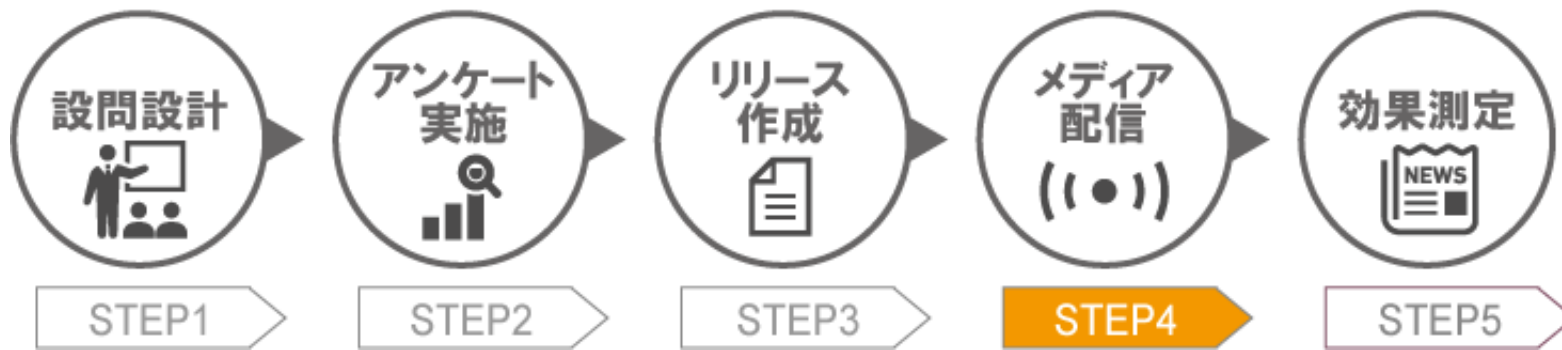 設問設計
アンケート
実施
リリース
作成
メディア
配信
効果測定
NEWS
STEP1
STEP2
STEP3
STEP4
STEP5